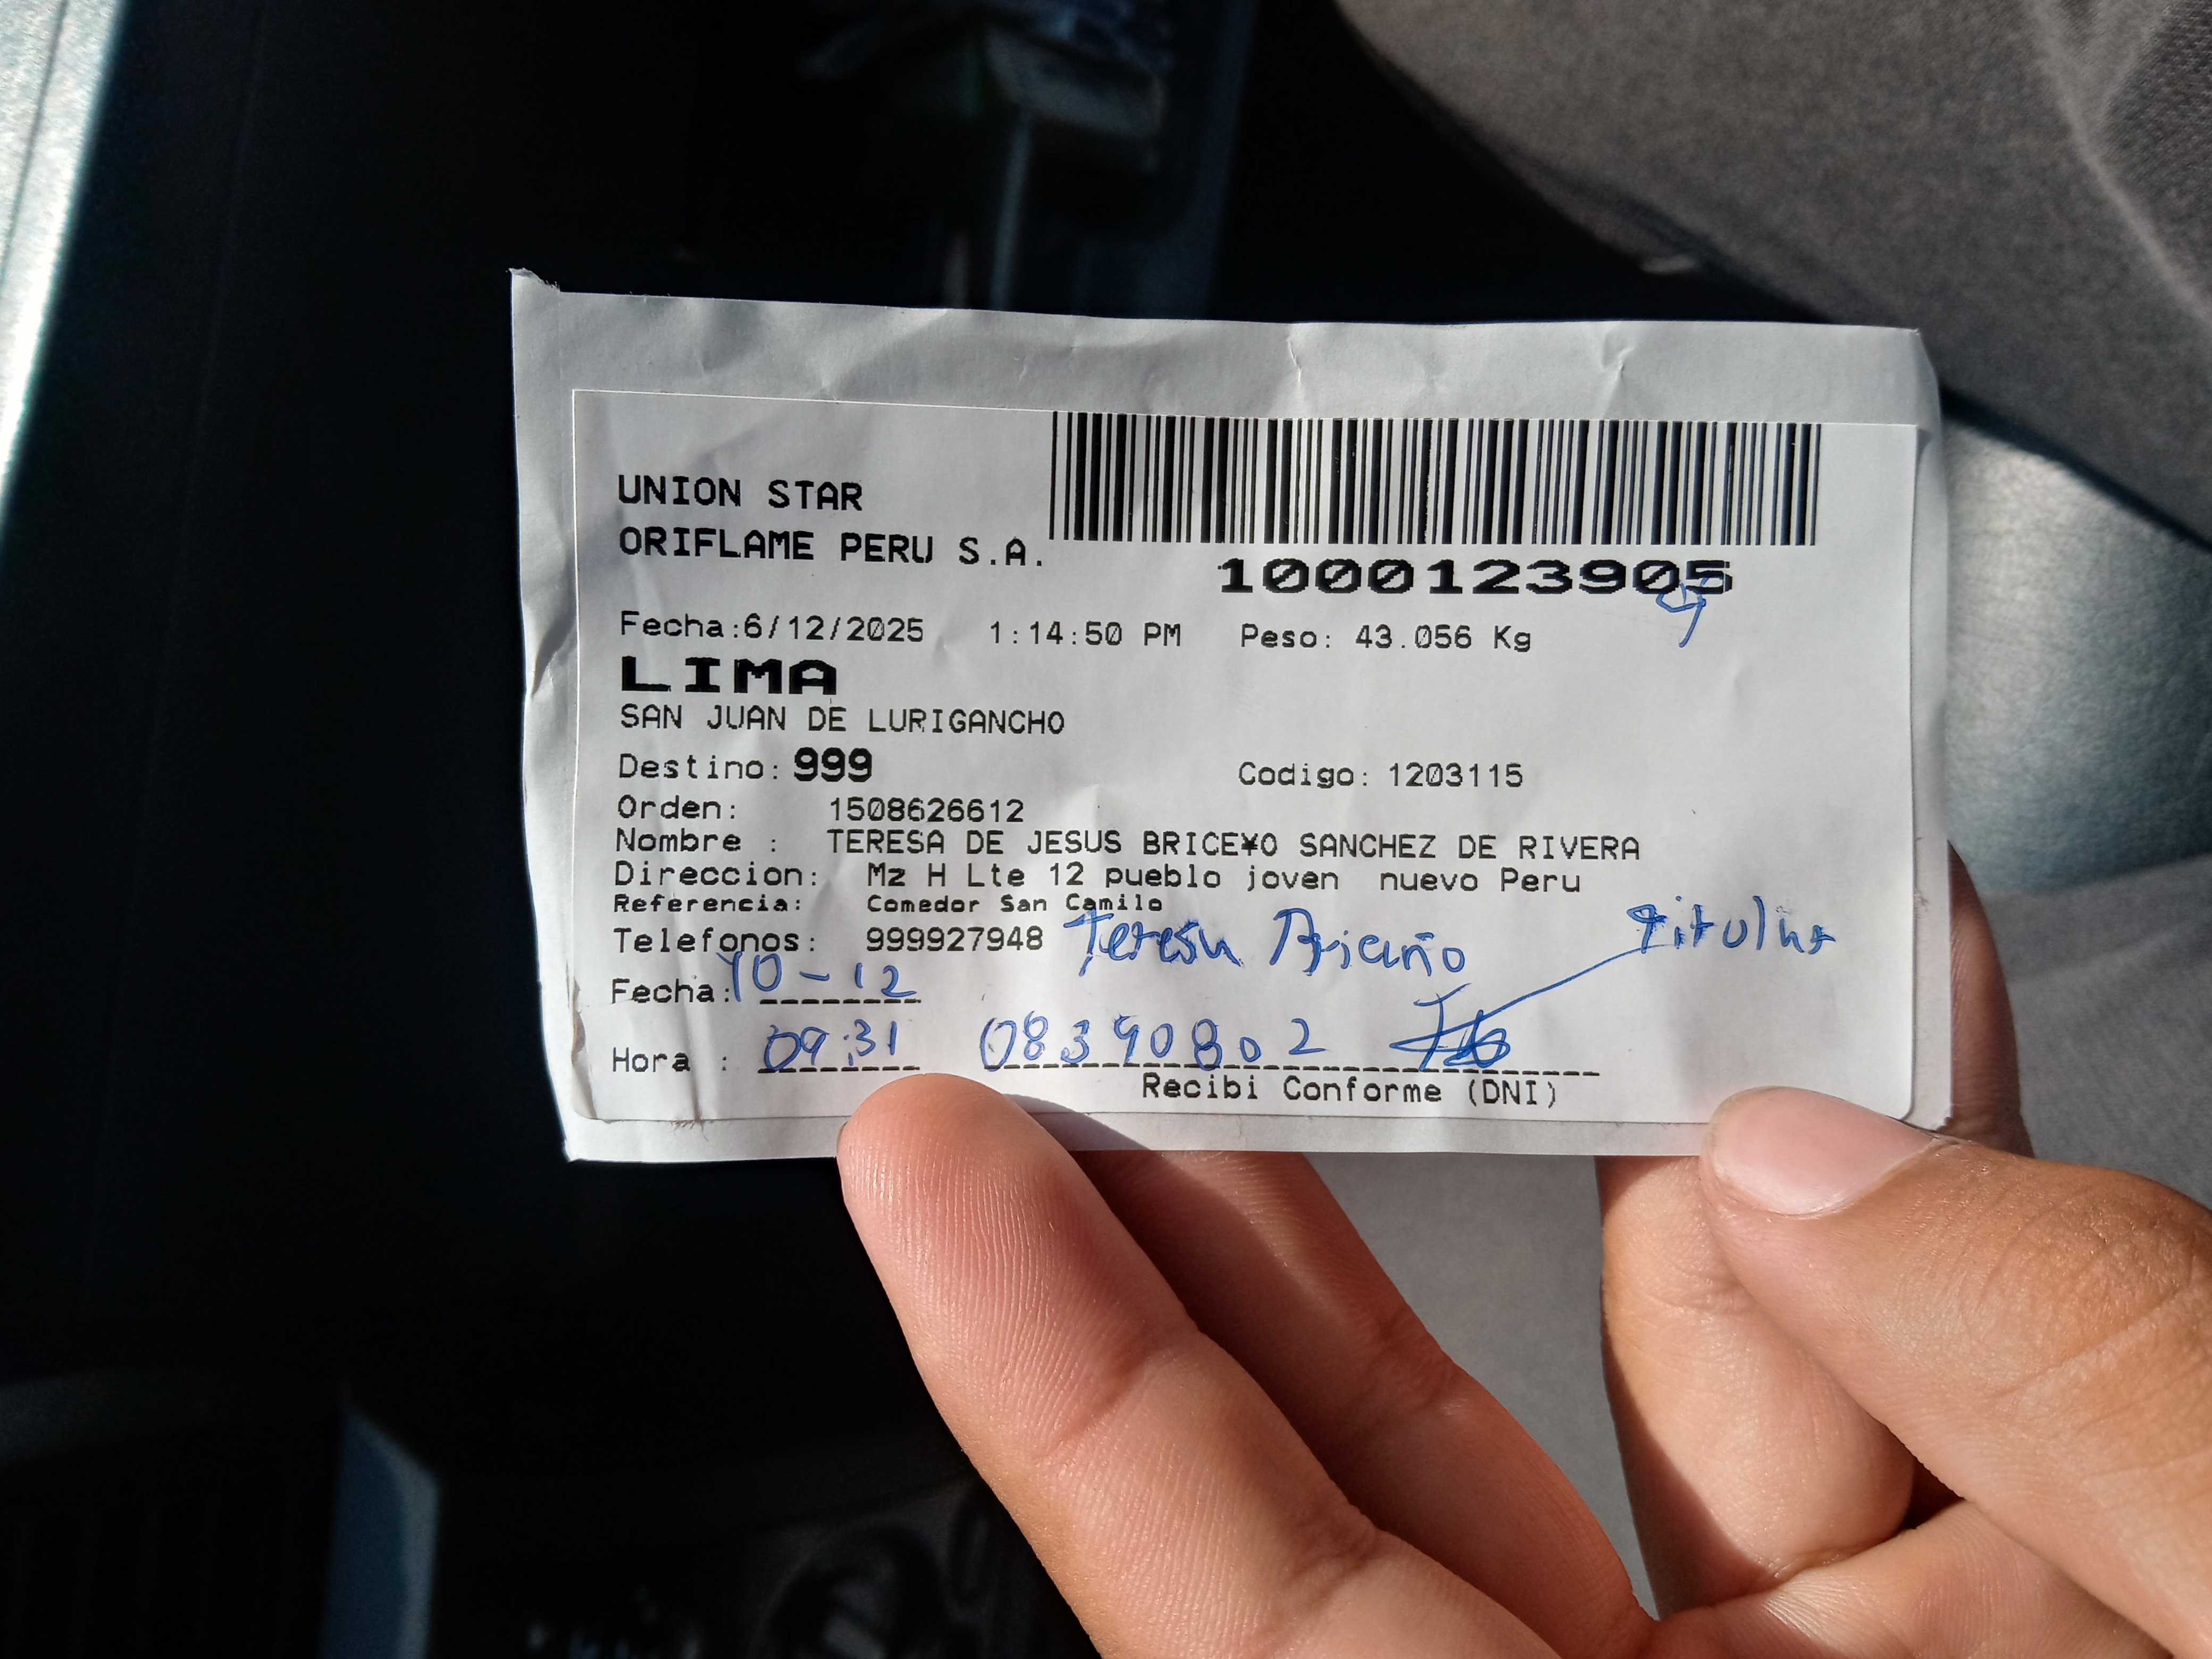 UNION STAR
ORIFLAME PERU S.A.
1000123905
Fecha:6/12/2025 1:14:50 PM Peso: 43.056 Kg
LIMA
SAN JUAN DE LURIGANCHO
Destino: 999 Codigo: 1203115
Orden: 1508626612
Nombre : TERESA DE JESUS BRICE¥O SANCHEZ DE RIVERA
Direccion: Mz H Lte 12 pueblo joven nuevo Peru
Referencia: Comedor San Camilo
Telefonos: 999927948 Teresa titular
Fecha: 10-12
Hora : 09:31 08390802
Recibi Conforme (DNI)